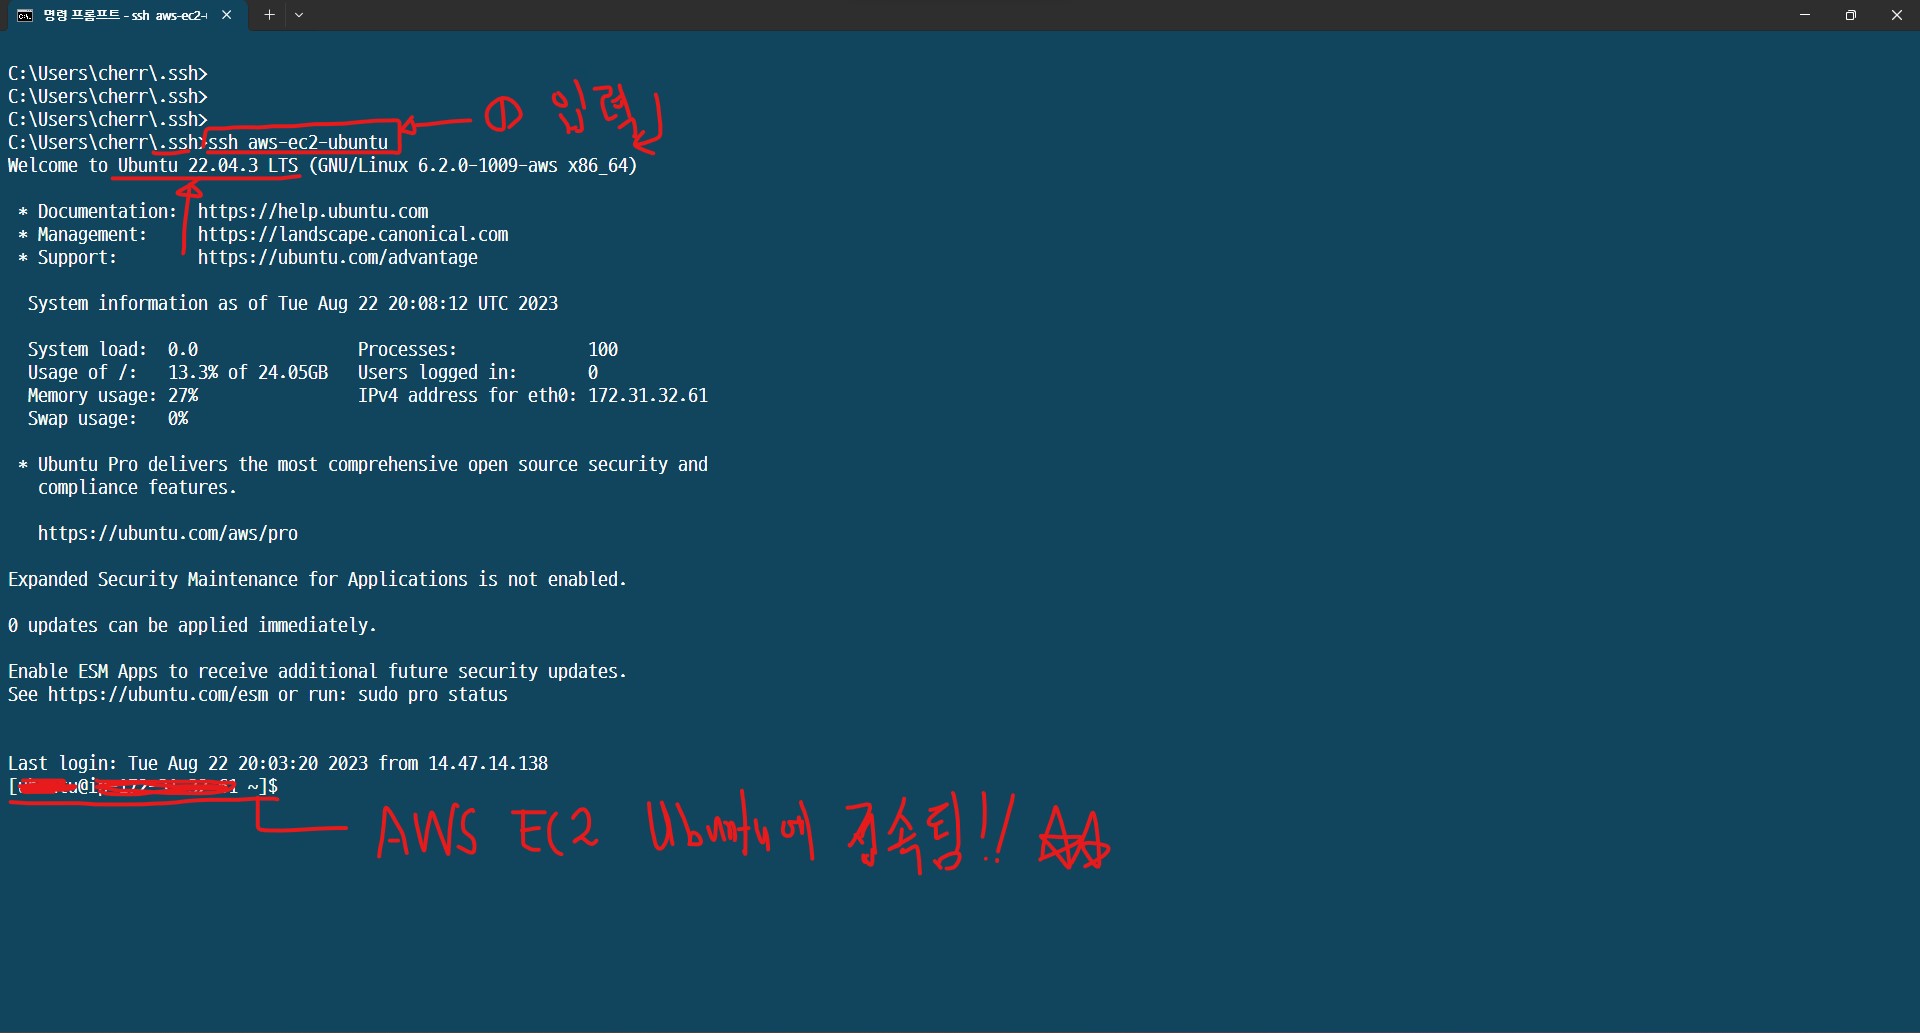 명령 프롬프트 - ssh aws-ec2-
C:\Users\cherr\.ssh>
C:\Users\cherr\.ssh>
C:\Users\cherr\.ssh>
① 입력
C:\Users\cherr\.ssh>ssh aws-ec2-ubuntu
Welcome to Ubuntu 22.04.3 LTS (GNU/Linux 6.2.0-1009-aws x86_64)
* Documentation: https://help.ubuntu.com
* Management: https://landscape.canonical.com
* Support: https://ubuntu.com/advantage
System information as of Tue Aug 22 20:08:12 UTC 2023
System load: 0.0 Processes: 100
Usage of /: 13.3% of 24.05GB Users logged in: 0
Memory usage: 27% IPv4 address for eth0: 172.31.32.61
Swap usage: 0%
* Ubuntu Pro delivers the most comprehensive open source security and
compliance features.
https://ubuntu.com/aws/pro
Expanded Security Maintenance for Applications is not enabled.
0 updates can be applied immediately.
Enable ESM Apps to receive additional future security updates.
See https://ubuntu.com/esm or run: sudo pro status
Last login: Tue Aug 22 20:03:20 2023 from 14.47.14.138
~]$
AWS EC2 Ubuntu에 접속됨!!